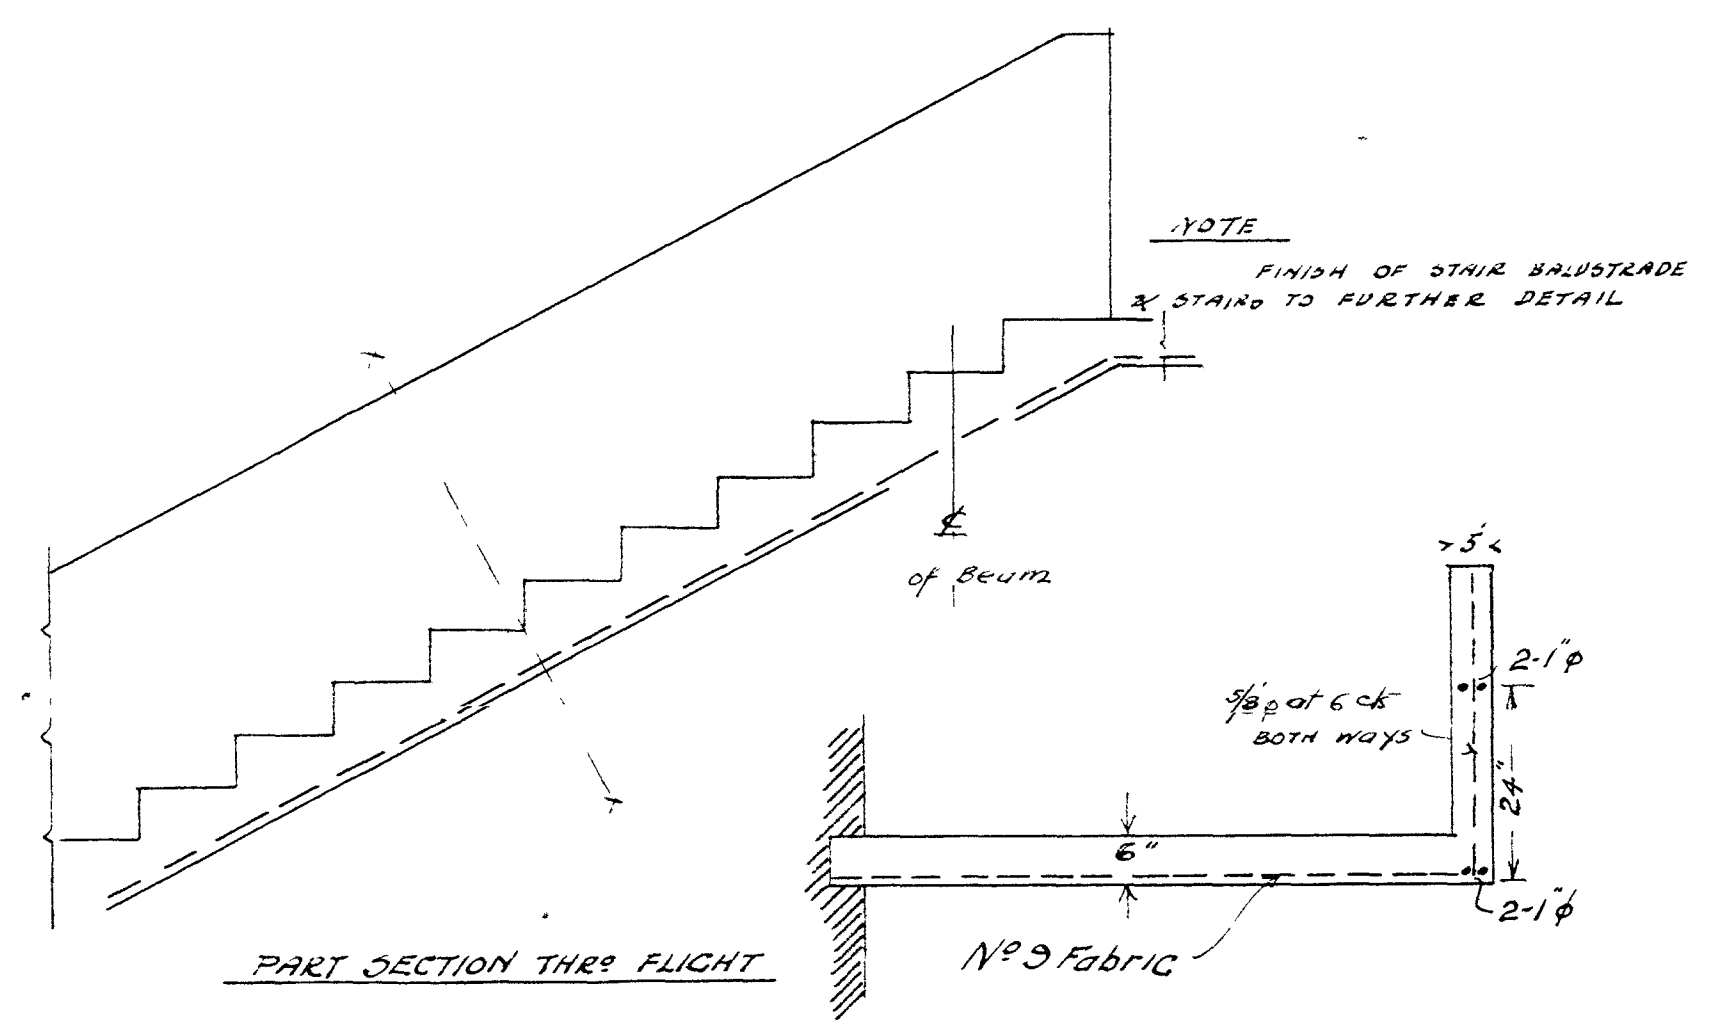 NOTE
FINISH OF STAIR BALUSTRADE
& STAIRS TO FURTHER DETAIL
℄
of Beam
5"
2-1"φ
5/8"φ at 6 crs
BOTH WAYS
24"
6"
2-1"φ
Nº 9 Fabric
PART SECTION THRº FLIGHT